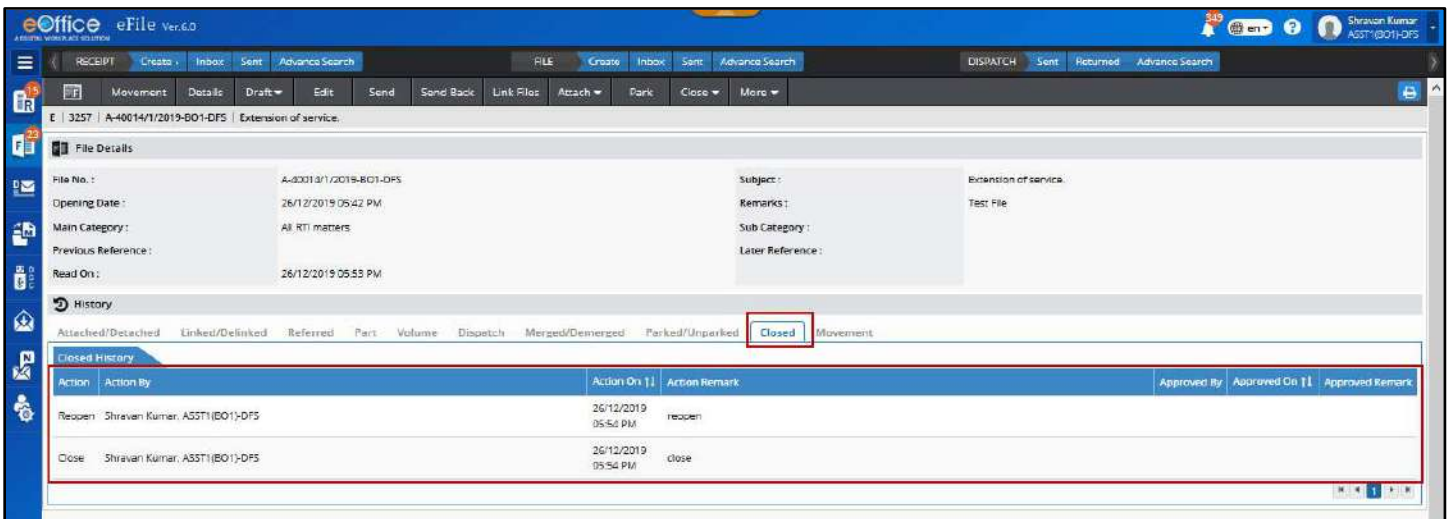 eOffice eFile Ver.6.0
A DIGITAL WORKPLACE SOLUTION
349 en ? Shravan Kumar
ASST1(BO1)-DFS
RECEIPT Create Inbox Sent Advance Search FILE Create Inbox Sent Advance Search DISPATCH Sent Returned Advance Search
15 R
Movement Details Draft Edit Send Send Back Link Files Attach Park Close More
E | 3257 | A-40014/1/2019-BO1-DFS | Extension of service.
23 F
File Details
File No. : A-40014/1/2019-BO1-DFS Subject : Extension of service.
Opening Date : 26/12/2019 05:42 PM Remarks : Test File
Main Category : All RTI matters Sub Category :
Previous Reference : Later Reference :
Read On : 26/12/2019 05:53 PM
History
Attached/Detached Linked/Delinked Referred Part Volume Dispatch Merged/Demerged Parked/Unparked Closed Movement
Closed History
Action Action By Action On Action Remark Approved By Approved On Approved Remark
Reopen Shravan Kumar, ASST1(BO1)-DFS 26/12/2019 05:54 PM reopen
Close Shravan Kumar, ASST1(BO1)-DFS 26/12/2019 05:54 PM close
1